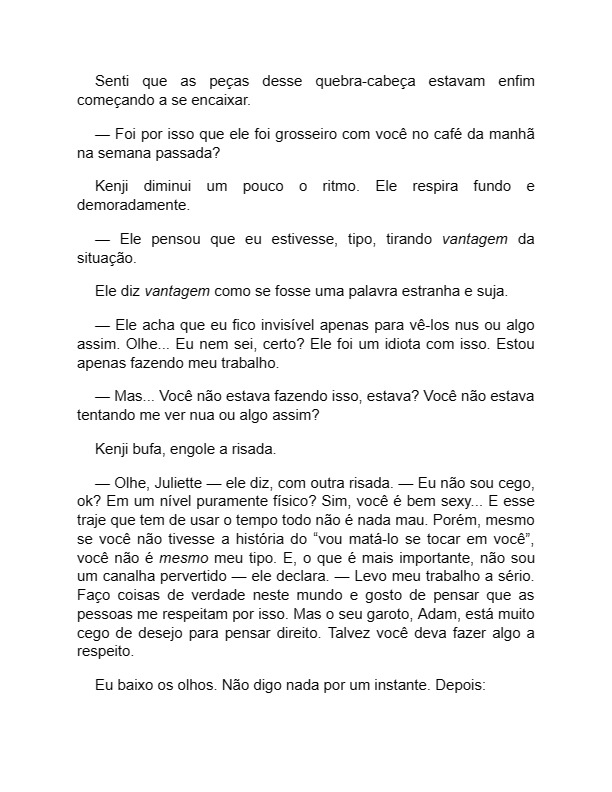 Senti que as peças desse quebra-cabeça estavam enfim
começando a se encaixar.
— Foi por isso que ele foi grosseiro com você no café da manhã
na semana passada?
Kenji diminui um pouco o ritmo. Ele respira fundo e
demoradamente.
— Ele pensou que eu estivesse, tipo, tirando vantagem da
situação.
Ele diz vantagem como se fosse uma palavra estranha e suja.
— Ele acha que eu fico invisível apenas para vê-los nus ou algo
assim. Olhe... Eu nem sei, certo? Ele foi um idiota com isso. Estou
apenas fazendo meu trabalho.
— Mas... Você não estava fazendo isso, estava? Você não estava
tentando me ver nua ou algo assim?
Kenji bufa, engole a risada.
— Olhe, Juliette — ele diz, com outra risada. — Eu não sou cego,
ok? Em um nível puramente físico? Sim, você é bem sexy... E esse
traje que tem de usar o tempo todo não é nada mau. Porém, mesmo
se você não tivesse a história do “vou matá-lo se tocar em você”,
você não é mesmo meu tipo. E, o que é mais importante, não sou
um canalha pervertido — ele declara. — Levo meu trabalho a sério.
Faço coisas de verdade neste mundo e gosto de pensar que as
pessoas me respeitam por isso. Mas o seu garoto, Adam, está muito
cego de desejo para pensar direito. Talvez você deva fazer algo a
respeito.
Eu baixo os olhos. Não digo nada por um instante. Depois: